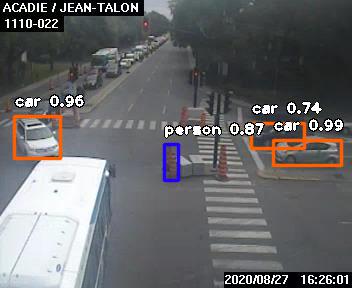 ACADIE / JEAN-TALON
1110-022
car 0.96
car 0.74
person 0.87
car 0.99
2020/08/27 16:26:01